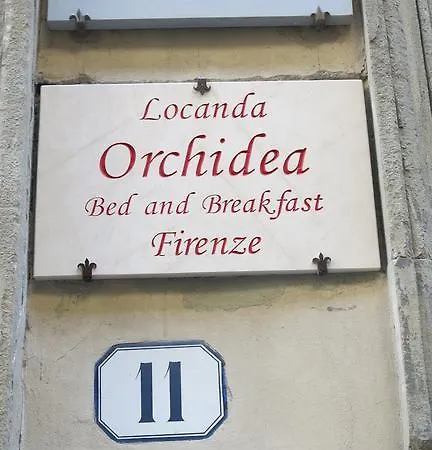 Locanda
Orchidea
Bed and Breakfast
Firenze
11